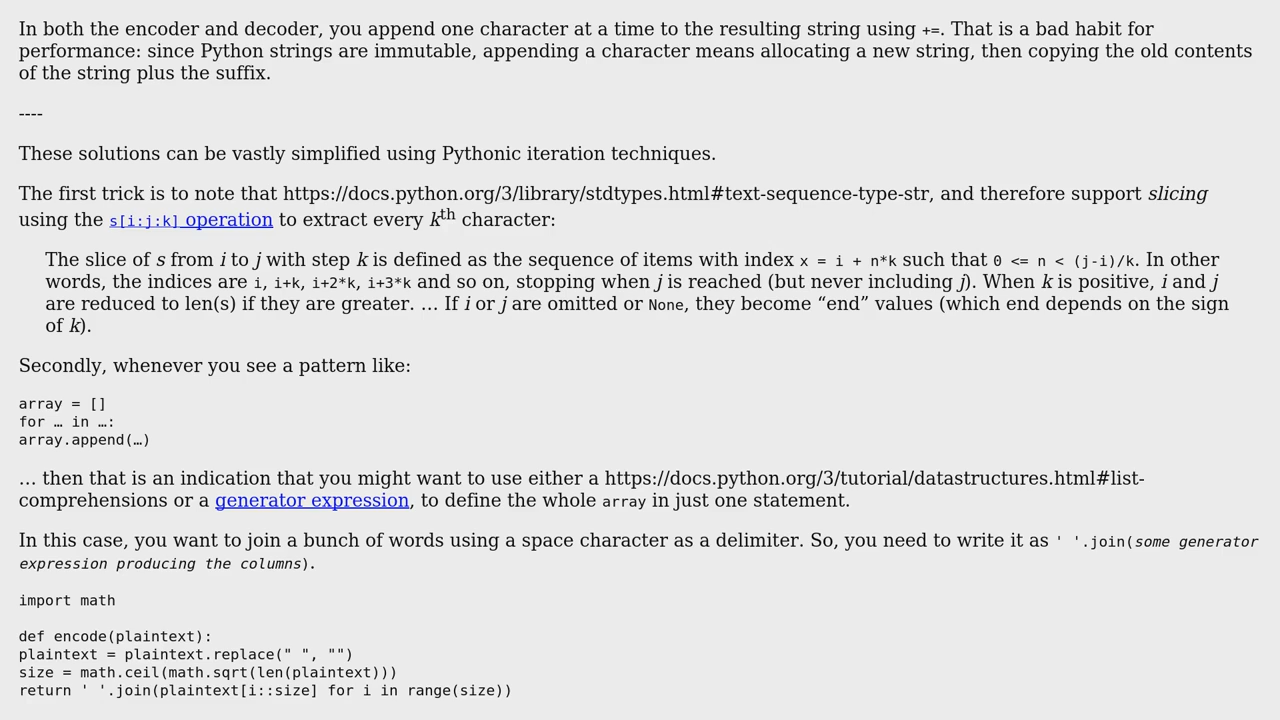 In both the encoder and decoder, you append one character at a time to the resulting string using +=. That is a bad habit for
performance: since Python strings are immutable, appending a character means allocating a new string, then copying the old contents
of the string plus the suffix.
----
These solutions can be vastly simplified using Pythonic iteration techniques.
The first trick is to note that https://docs.python.org/3/library/stdtypes.html#text-sequence-type-str, and therefore support slicing
using the s[i:j:k] operation to extract every kth character:
The slice of s from i to j with step k is defined as the sequence of items with index x = i + n*k such that 0 <= n < (j-i)/k. In other
words, the indices are i, i+k, i+2*k, i+3*k and so on, stopping when j is reached (but never including j). When k is positive, i and j
are reduced to len(s) if they are greater. … If i or j are omitted or None, they become “end” values (which end depends on the sign
of k).
Secondly, whenever you see a pattern like:
array = []
for … in …:
array.append(…)
… then that is an indication that you might want to use either a https://docs.python.org/3/tutorial/datastructures.html#list-
comprehensions or a generator expression, to define the whole array in just one statement.
In this case, you want to join a bunch of words using a space character as a delimiter. So, you need to write it as ' '.join(some generator
expression producing the columns).
import math
def encode(plaintext):
plaintext = plaintext.replace(" ", "")
size = math.ceil(math.sqrt(len(plaintext)))
return ' '.join(plaintext[i::size] for i in range(size))